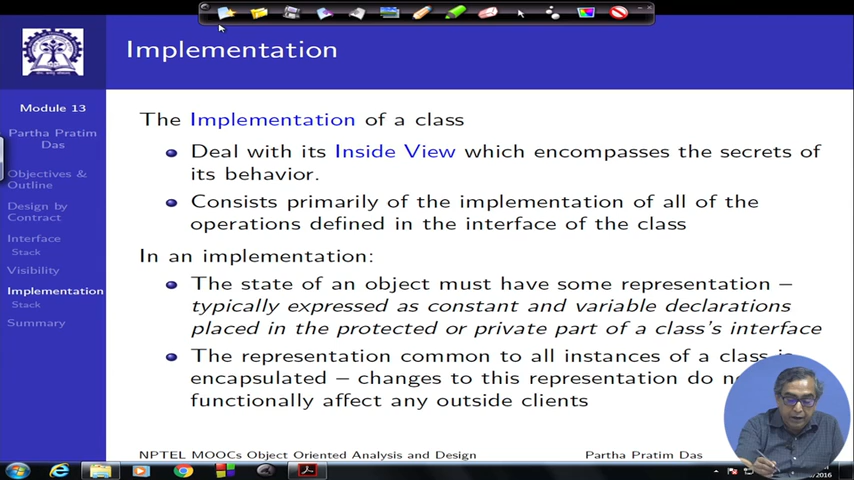 Implementation
Module 13
Partha Pratim
Das
Objectives &
Outline
Design by
Contract
Interface
Stack
Visibility
Implementation
Stack
Summary
The Implementation of a class
Deal with its Inside View which encompasses the secrets of
its behavior.
Consists primarily of the implementation of all of the
operations defined in the interface of the class
In an implementation:
The state of an object must have some representation –
typically expressed as constant and variable declarations
placed in the protected or private part of a class's interface
The representation common to all instances of a class is
encapsulated – changes to this representation do
functionally affect any outside clients
NPTEL MOOCs Object Oriented Analysis and Design
Partha Pratim Das